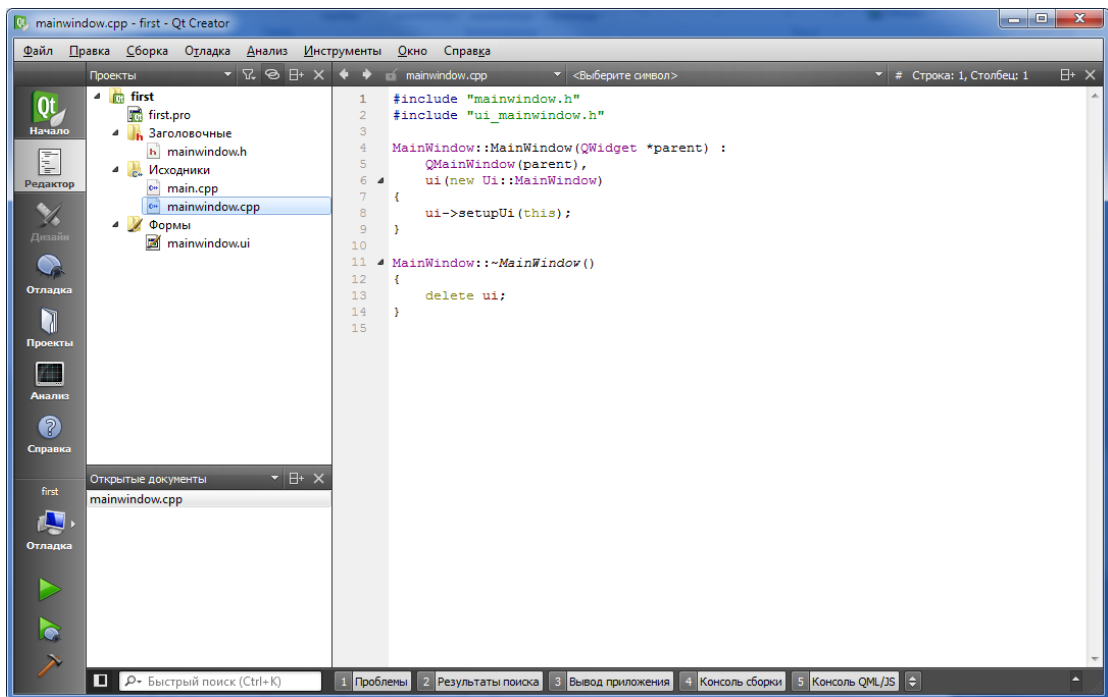 mainwindow.cpp - first - Qt Creator
Файл Правка Сборка Отладка Анализ Инструменты Окно Справка
Проекты
mainwindow.cpp
<Выберите символ>
# Строка: 1, Столбец: 1
Qt
Начало
Редактор
Дизайн
Отладка
Проекты
Анализ
Справка
first
Отладка
first
first.pro
Заголовочные
mainwindow.h
Исходники
main.cpp
mainwindow.cpp
Формы
mainwindow.ui
Открытые документы
mainwindow.cpp
1 #include "mainwindow.h"
2 #include "ui_mainwindow.h"
3
4 MainWindow::MainWindow(QWidget *parent) :
5 QMainWindow(parent),
6 ui(new Ui::MainWindow)
7 {
8 ui->setupUi(this);
9 }
10
11 MainWindow::~MainWindow()
12 {
13 delete ui;
14 }
15
Быстрый поиск (Ctrl+K)
1 Проблемы 2 Результаты поиска 3 Вывод приложения 4 Консоль сборки 5 Консоль QML/JS